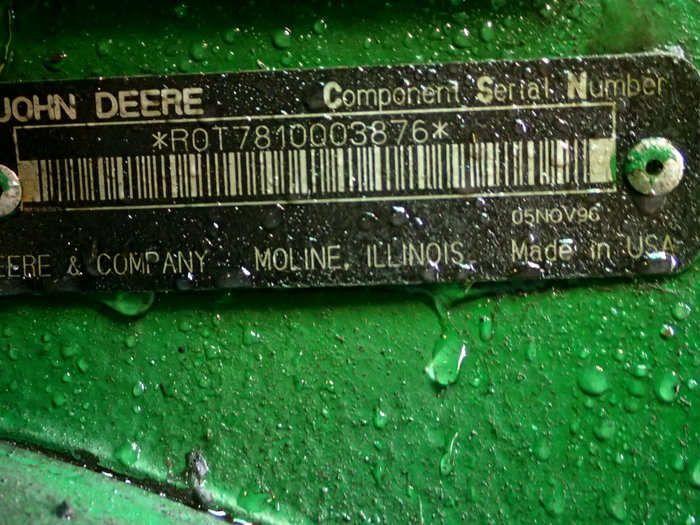 JOHN DEERE Component Serial Number
*R0T7810Q03876*
05NOV96
EERE & COMPANY MOLINE, ILLINOIS Made in USA